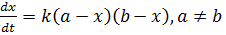 dx/dt = k(a − x)(b − x), a ≠ b